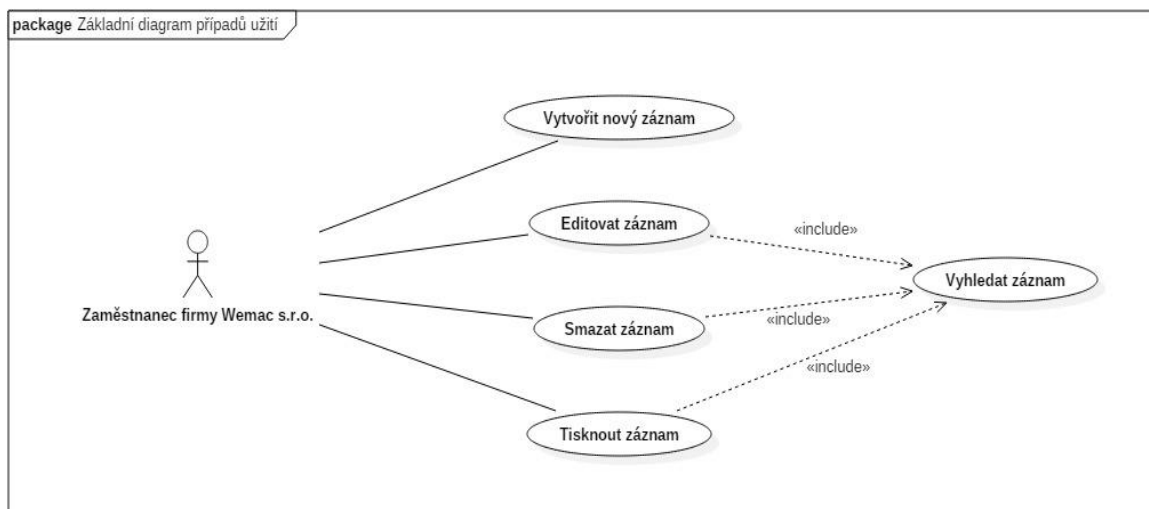 package Základní diagram případů užití
Vytvořit nový záznam
Editovat záznam
«include»
Vyhledat záznam
Zaměstnanec firmy Wemac s.r.o.
Smazat záznam
«include»
«include»
Tisknout záznam